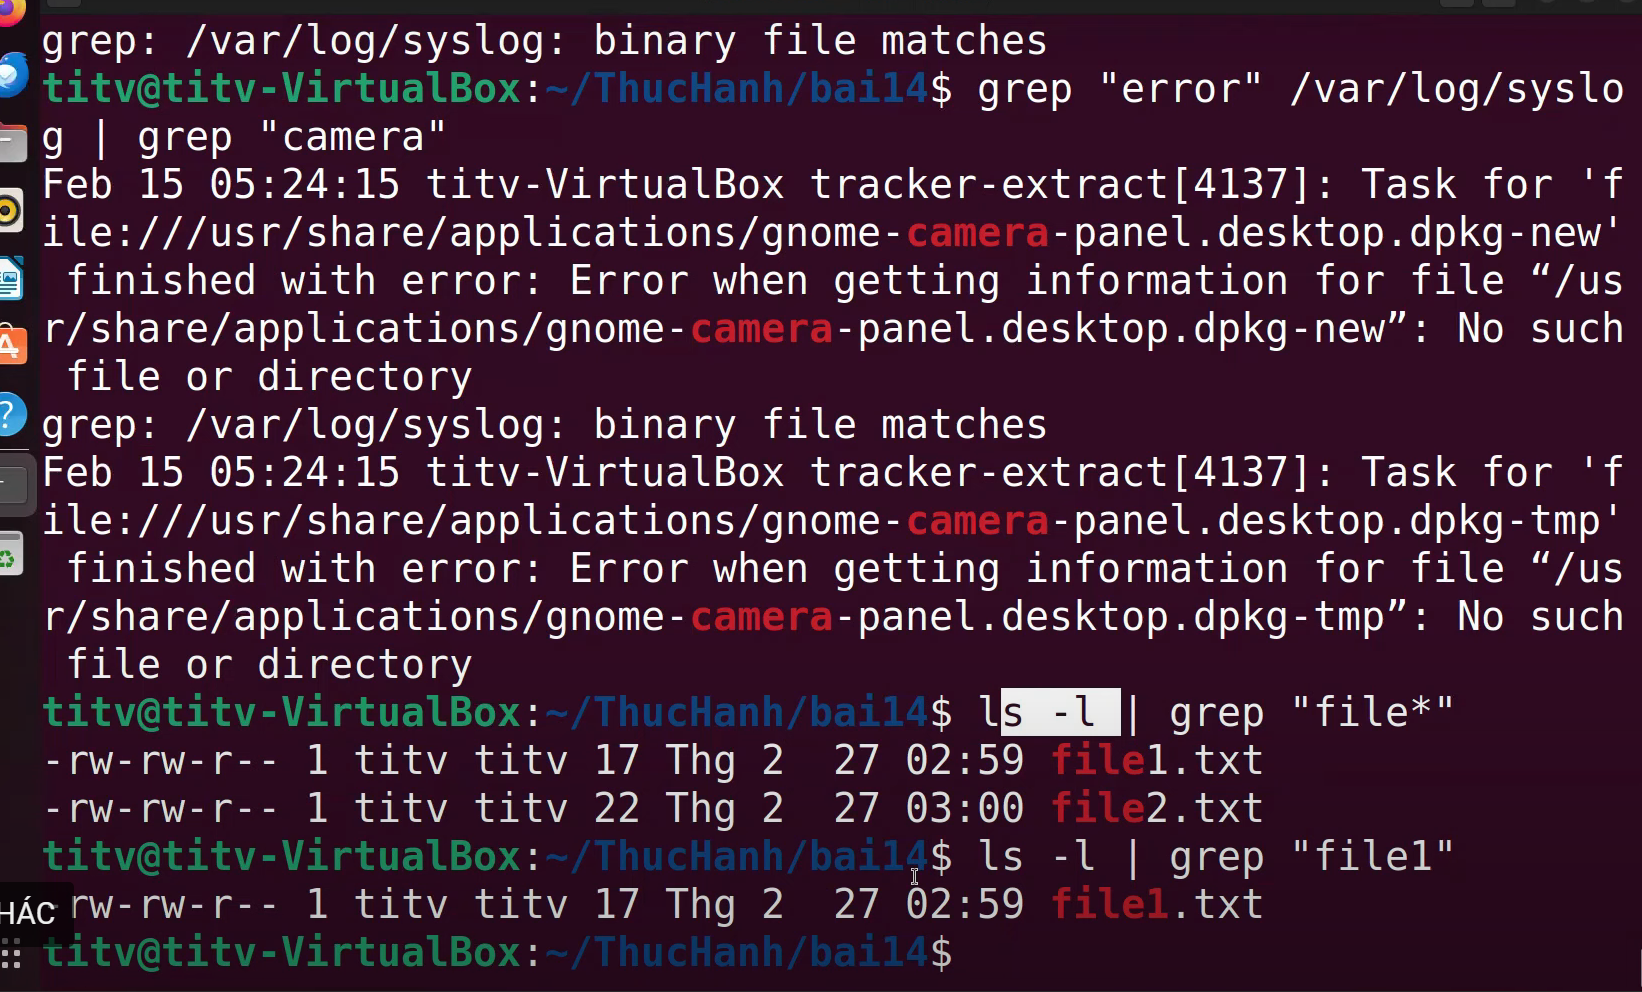 grep: /var/log/syslog: binary file matches
titv@titv-VirtualBox:~/ThucHanh/bai14$ grep "error" /var/log/syslo
g | grep "camera"
Feb 15 05:24:15 titv-VirtualBox tracker-extract[4137]: Task for 'f
ile:///usr/share/applications/gnome-camera-panel.desktop.dpkg-new'
 finished with error: Error when getting information for file “/us
r/share/applications/gnome-camera-panel.desktop.dpkg-new”: No such
 file or directory
grep: /var/log/syslog: binary file matches
Feb 15 05:24:15 titv-VirtualBox tracker-extract[4137]: Task for 'f
ile:///usr/share/applications/gnome-camera-panel.desktop.dpkg-tmp'
 finished with error: Error when getting information for file “/us
r/share/applications/gnome-camera-panel.desktop.dpkg-tmp”: No such
 file or directory
titv@titv-VirtualBox:~/ThucHanh/bai14$ ls -l | grep "file*"
-rw-rw-r-- 1 titv titv 17 Thg 2  27 02:59 file1.txt
-rw-rw-r-- 1 titv titv 22 Thg 2  27 03:00 file2.txt
titv@titv-VirtualBox:~/ThucHanh/bai14$ ls -l | grep "file1"
-rw-rw-r-- 1 titv titv 17 Thg 2  27 02:59 file1.txt
HÁC
titv@titv-VirtualBox:~/ThucHanh/bai14$